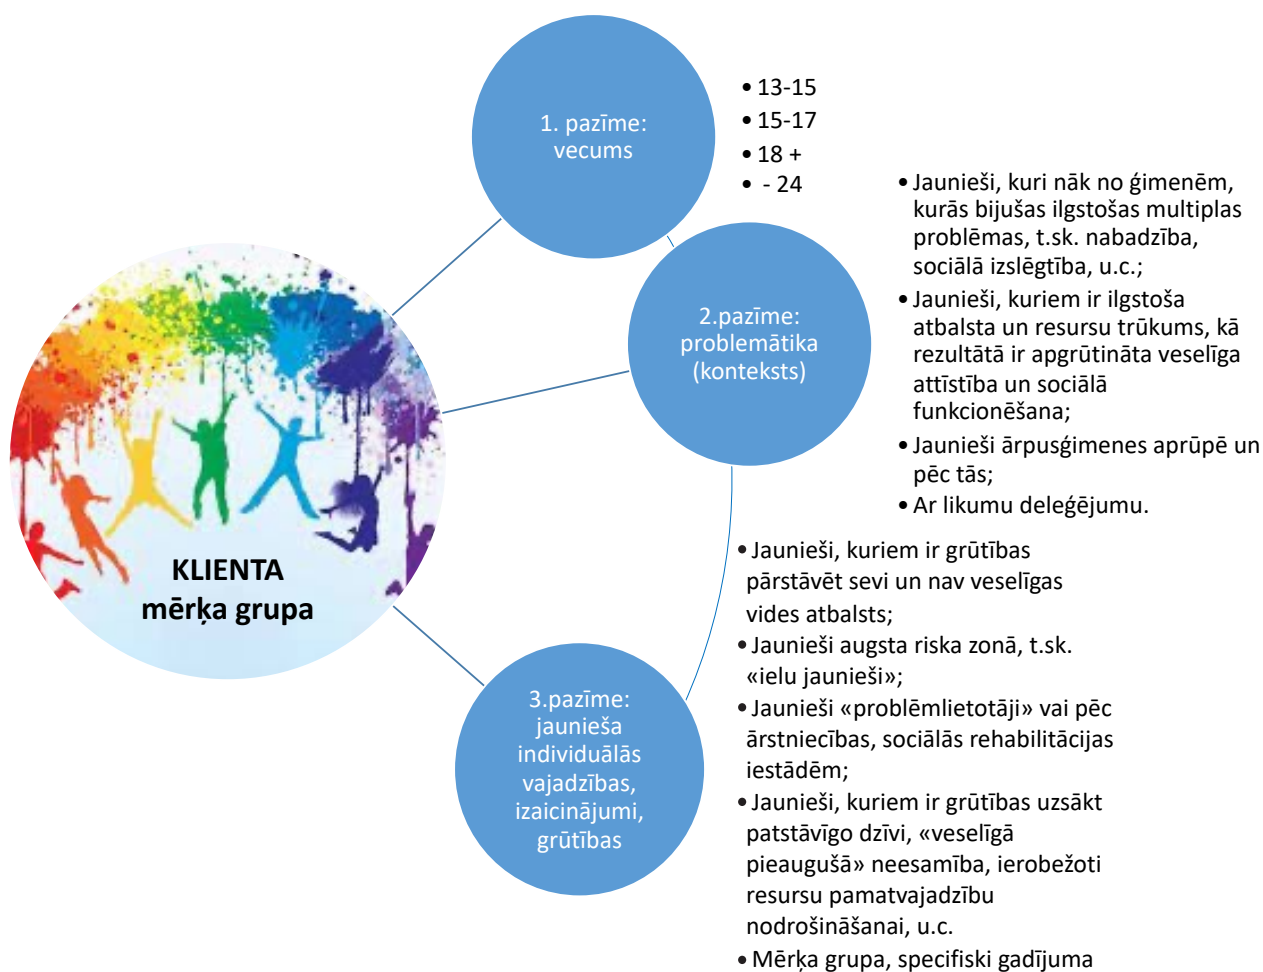 1. pazīme:
vecums
• 13-15
• 15-17
• 18 +
• - 24
2.pazīme:
problemātika
(konteksts)
• Jaunieši, kuri nāk no ģimenēm,
kurās bijušas ilgstošas multiplas
problēmas, t.sk. nabadzība,
sociālā izslēgtība, u.c.;
• Jaunieši, kuriem ir ilgstoša
atbalsta un resursu trūkums, kā
rezultātā ir apgrūtināta veselīga
attīstība un sociālā
funkcionēšana;
• Jaunieši ārpusģimenes aprūpē un
pēc tās;
• Ar likumu deleģējumu.
KLIENTA
mērķa grupa
3.pazīme:
jaunieša
individuālās
vajadzības,
izaicinājumi,
grūtības
• Jaunieši, kuriem ir grūtības
pārstāvēt sevi un nav veselīgas
vides atbalsts;
• Jaunieši augsta riska zonā, t.sk.
«ielu jaunieši»;
• Jaunieši «problēmlietotāji» vai pēc
ārstniecības, sociālās rehabilitācijas
iestādēm;
• Jaunieši, kuriem ir grūtības uzsākt
patstāvīgo dzīvi, «veselīgā
pieaugušā» neesamība, ierobežoti
resursu pamatvajadzību
nodrošināšanai, u.c.
• Mērķa grupa, specifiski gadījuma